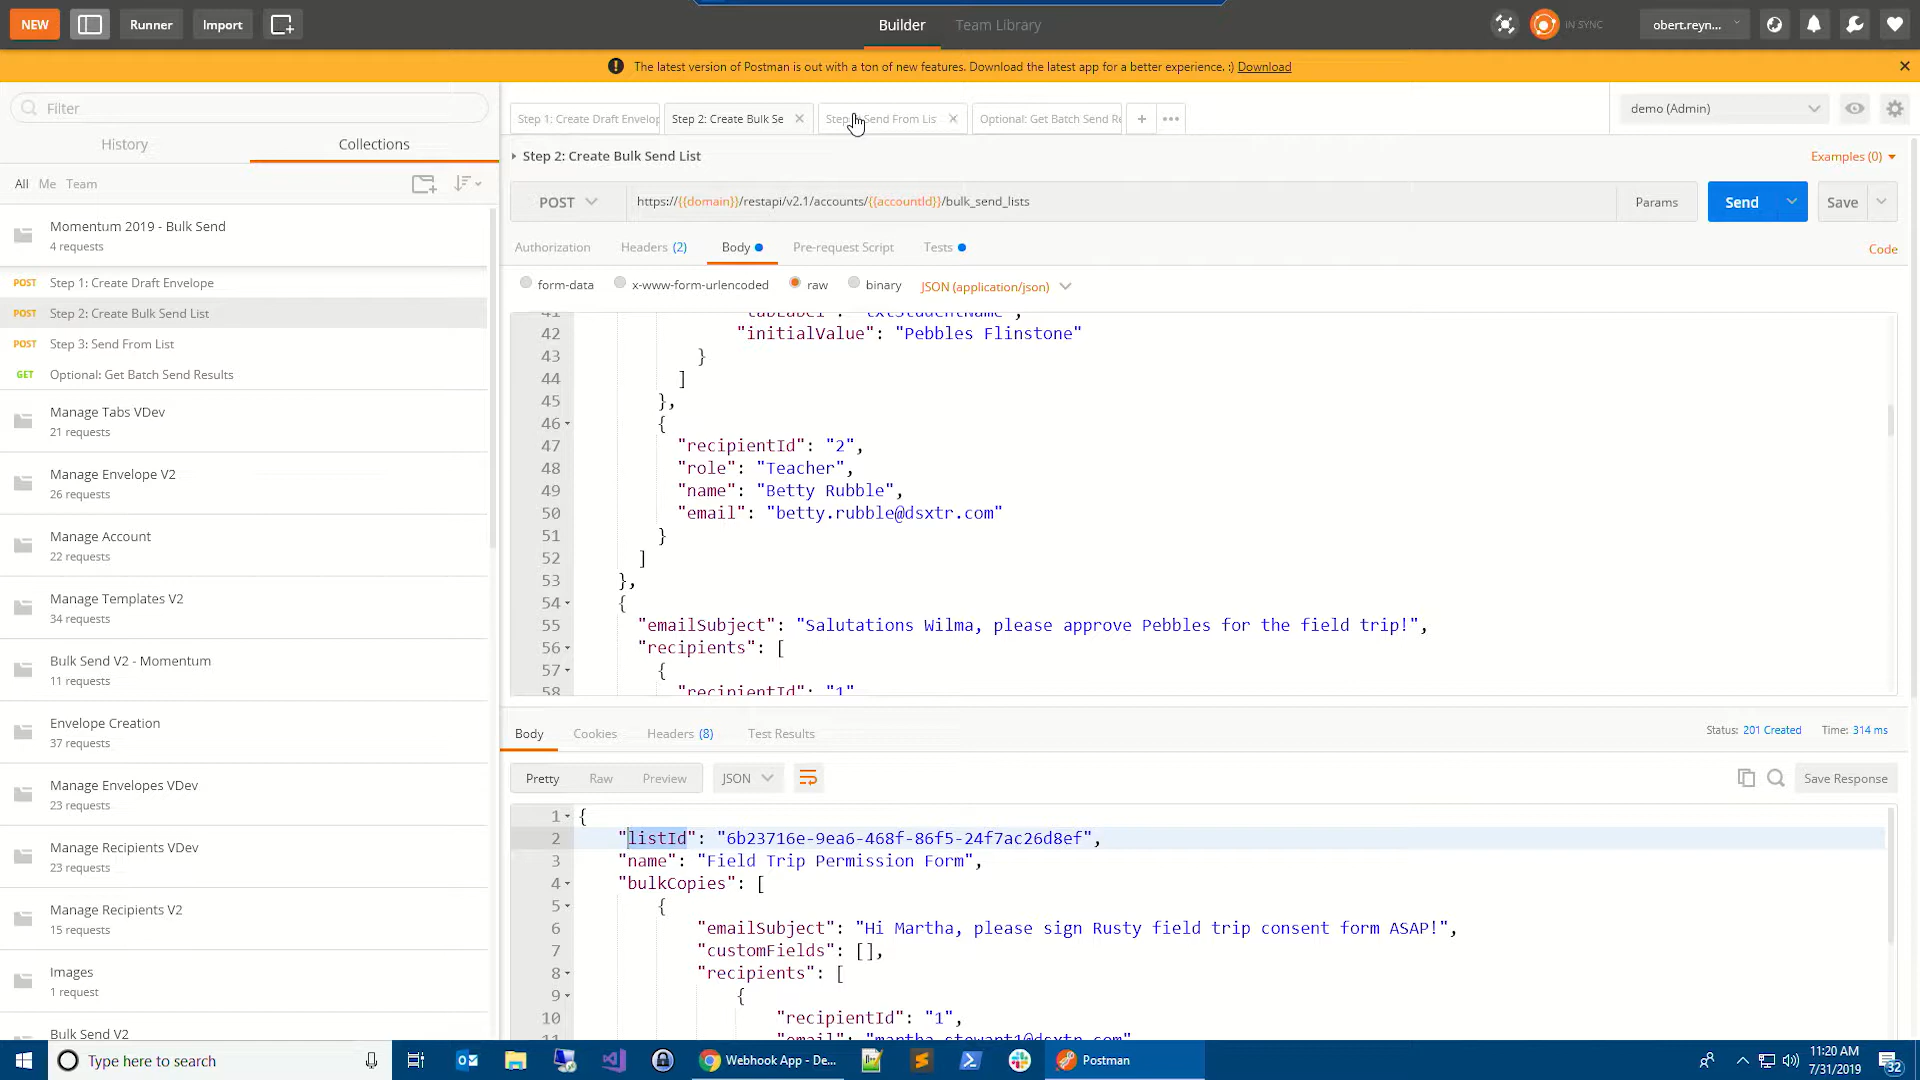 NEW
Runner
Import
Builder
Team Library
IN SYNC
obert.reyn...
The latest version of Postman is out with a ton of new features. Download the latest app for a better experience. :) Download
Filter
History
Collections
All Me Team
Momentum 2019 - Bulk Send
4 requests
POST Step 1: Create Draft Envelope
POST Step 2: Create Bulk Send List
POST Step 3: Send From List
GET Optional: Get Batch Send Results
Manage Tabs VDev
21 requests
Manage Envelope V2
26 requests
Manage Account
22 requests
Manage Templates V2
34 requests
Bulk Send V2 - Momentum
11 requests
Envelope Creation
37 requests
Manage Envelopes VDev
23 requests
Manage Recipients VDev
23 requests
Manage Recipients V2
15 requests
Images
1 request
Bulk Send V2
Step 1: Create Draft Envelop
Step 2: Create Bulk Se
Send From Lis
Optional: Get Batch Send Re
demo (Admin)
Step 2: Create Bulk Send List
Examples (0)
POST
https://{{domain}}/restapi/v2.1/accounts/{{accountId}}/bulk_send_lists
Params
Send
Save
Authorization
Headers (2)
Body
Pre-request Script
Tests
Code
form-data
x-www-form-urlencoded
raw
binary
JSON (application/json)
41 "tabLabel": "txtStudentName",
42 "initialValue": "Pebbles Flinstone"
43 }
44 ]
45 },
46 {
47 "recipientId": "2",
48 "role": "Teacher",
49 "name": "Betty Rubble",
50 "email": "betty.rubble@dsxtr.com"
51 }
52 ]
53 },
54 {
55 "emailSubject": "Salutations Wilma, please approve Pebbles for the field trip!",
56 "recipients": [
57 {
58 "recipientId": "1"
Body
Cookies
Headers (8)
Test Results
Status: 201 Created
Time: 314 ms
Pretty
Raw
Preview
JSON
Save Response
1 {
2 "listId": "6b23716e-9ea6-468f-86f5-24f7ac26d8ef",
3 "name": "Field Trip Permission Form",
4 "bulkCopies": [
5 {
6 "emailSubject": "Hi Martha, please sign Rusty field trip consent form ASAP!",
7 "customFields": [],
8 "recipients": [
9 {
10 "recipientId": "1",
11 "email": "martha.stewart1@dsxtr.com"
Type here to search
Webhook App - De...
Postman
11:20 AM
7/31/2019
32